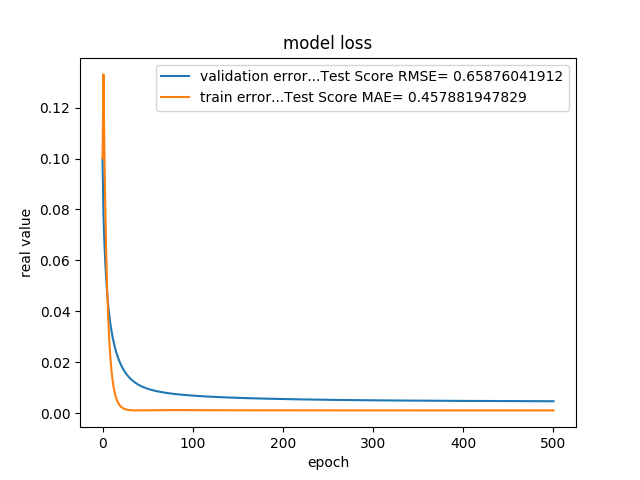 model loss
validation error...Test Score RMSE= 0.65876041912
train error...Test Score MAE= 0.457881947829
0.12
0.10
0.08
0.06
0.04
0.02
0.00
real value
0 100 200 300 400 500
epoch